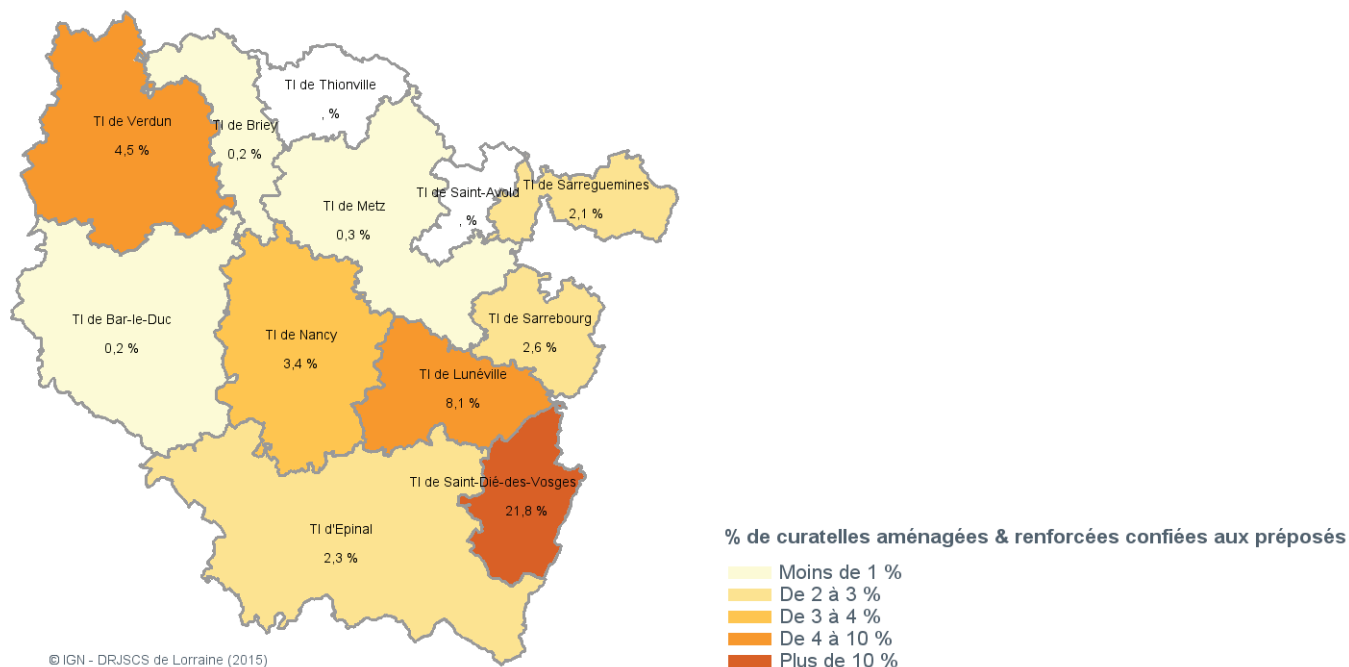 TI de Thionville
, %
TI de Verdun
4,5 %
TI de Briey
0,2 %
TI de Saint-Avold
, %
TI de Sarreguemines
2,1 %
TI de Metz
0,3 %
TI de Bar-le-Duc
0,2 %
TI de Nancy
3,4 %
TI de Sarrebourg
2,6 %
TI de Lunéville
8,1 %
TI de Saint-Dié-des-Vosges
21,8 %
TI d'Epinal
2,3 %
% de curatelles aménagées & renforcées confiées aux préposés
Moins de 1 %
De 2 à 3 %
De 3 à 4 %
De 4 à 10 %
Plus de 10 %
© IGN - DRJSCS de Lorraine (2015)